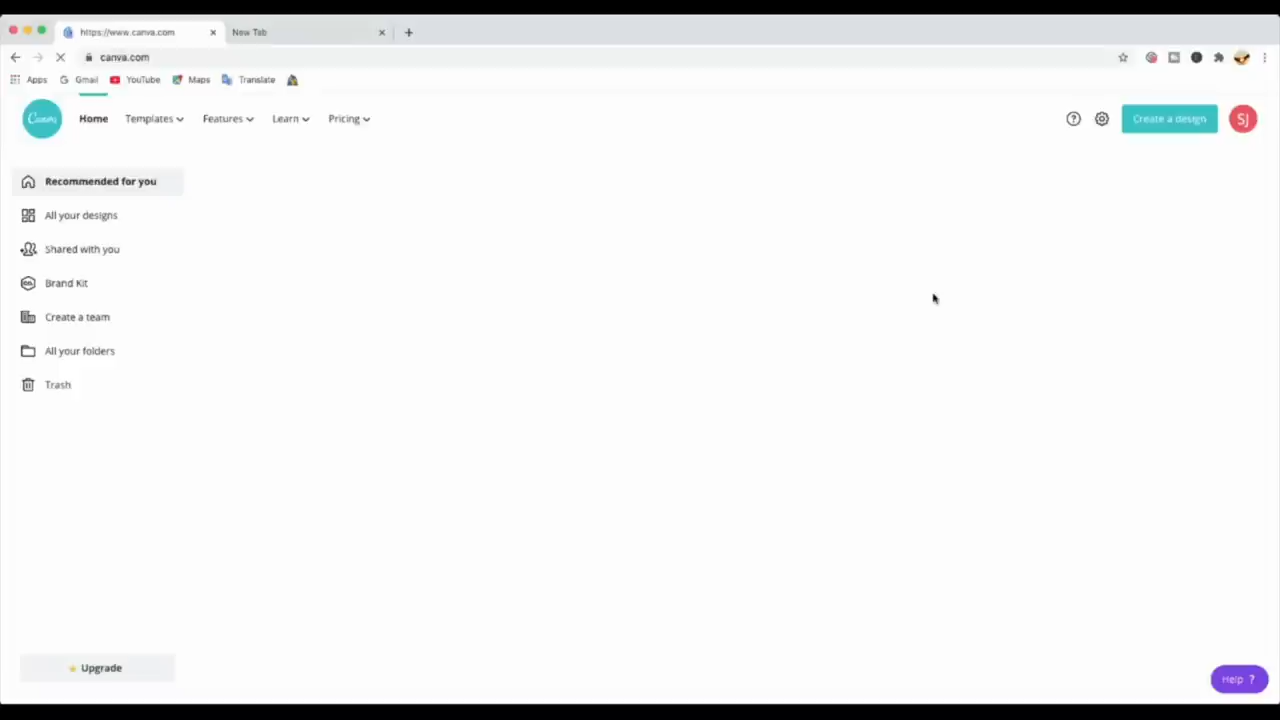 https://www.canva.com
New Tab
canva.com
Apps Gmail YouTube Maps Translate
Canva Home Templates Features Learn Pricing Create a design SJ
Recommended for you
All your designs
Shared with you
Brand Kit
Create a team
All your folders
Trash
Upgrade
Help ?